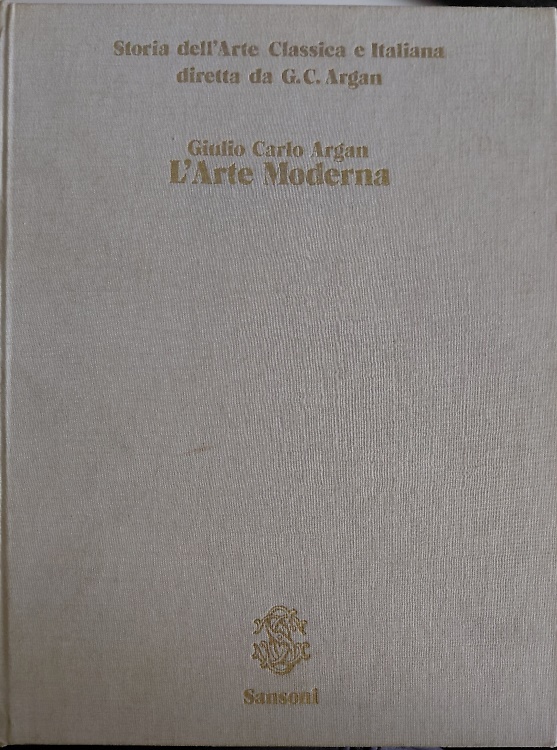 Storia dell'Arte Classica e Italiana
diretta da G.C. Argan
Giulio Carlo Argan
L'Arte Moderna
Sansoni